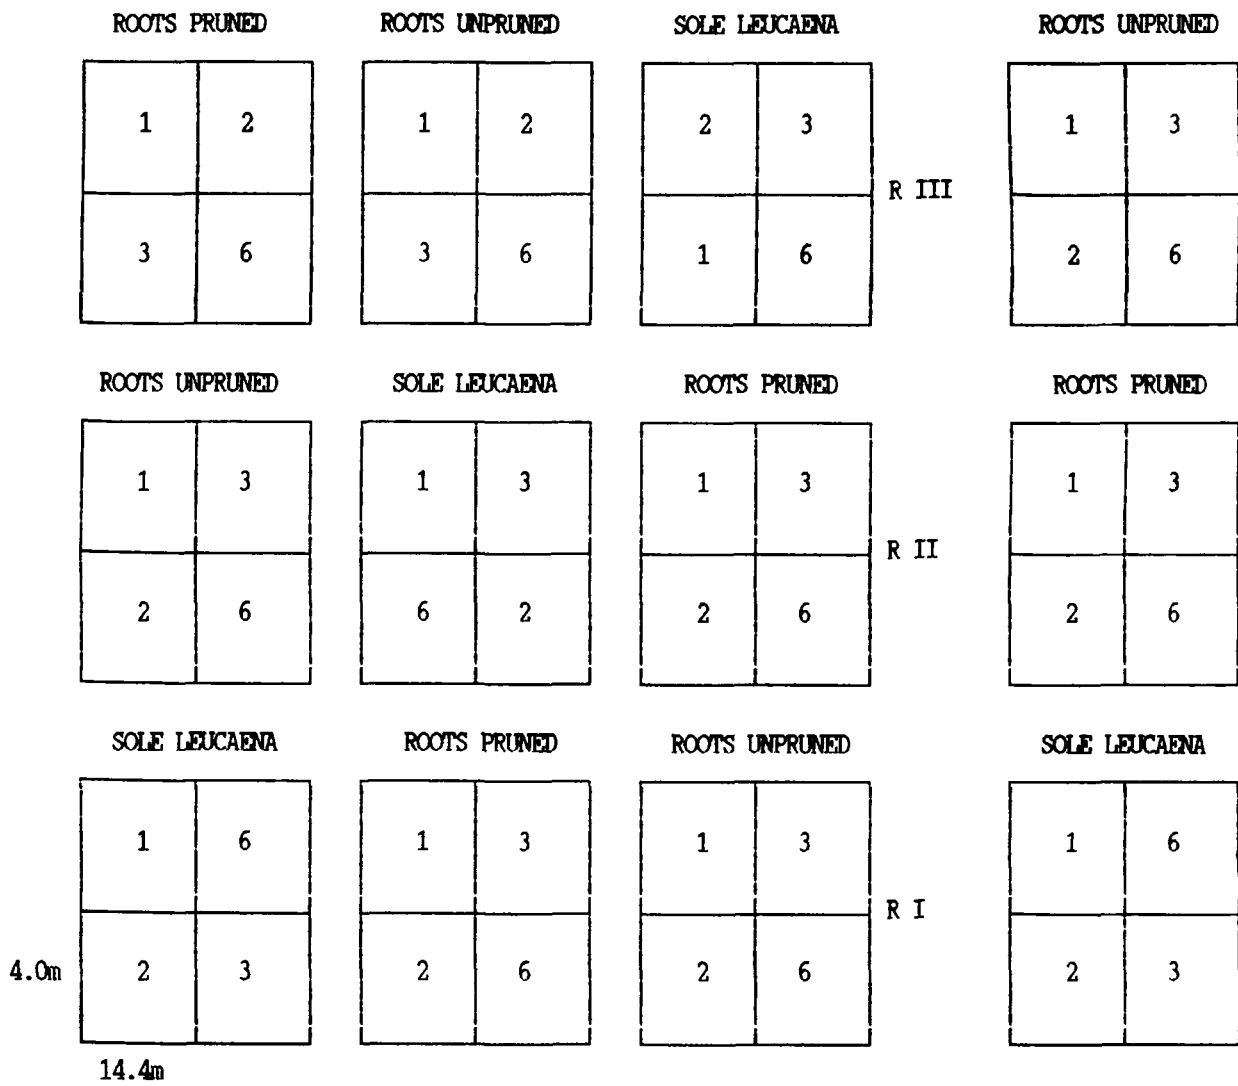 ROOTS PRUNED ROOTS UNPRUNED SOLE LEUCAENA ROOTS UNPRUNED
1 2 1 2 2 3 1 3
R III
3 6 3 6 1 6 2 6
ROOTS UNPRUNED SOLE LEUCAENA ROOTS PRUNED ROOTS PRUNED
1 3 1 3 1 3 1 3
R II
2 6 6 2 2 6 2 6
SOLE LEUCAENA ROOTS PRUNED ROOTS UNPRUNED SOLE LEUCAENA
1 6 1 3 1 3 1 6
R I
4.0m 2 3 2 6 2 6 2 3
14.4m